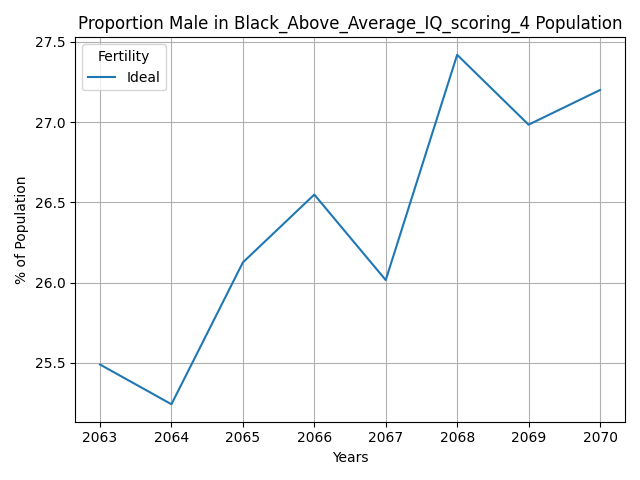 Proportion Male in Black_Above_Average_IQ_scoring_4 Population
Fertility
Ideal
27.5
27.0
26.5
26.0
25.5
% of Population
2063 2064 2065 2066 2067 2068 2069 2070
Years